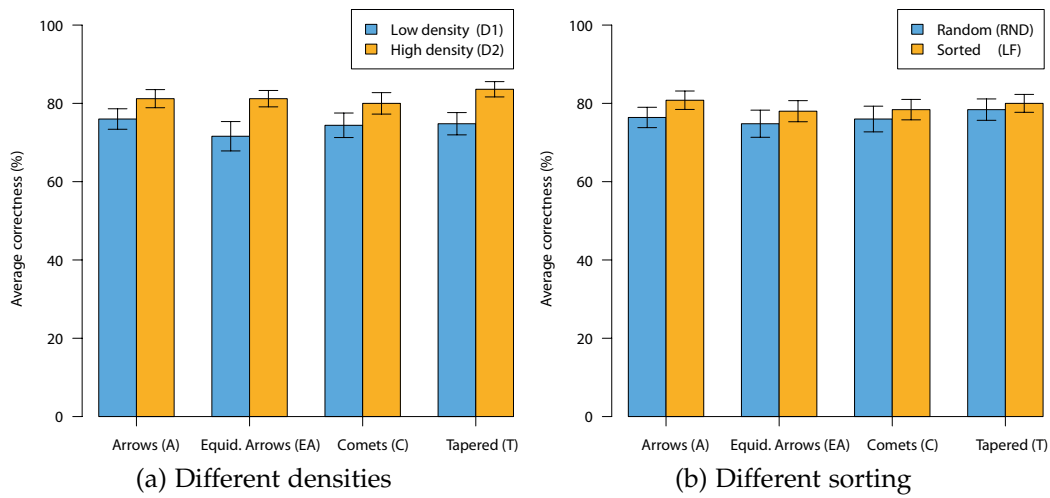 100
80
60
40
20
0
Average correctness (%)
Low density (D1)
High density (D2)
Arrows (A)
Equid. Arrows (EA)
Comets (C)
Tapered (T)
(a) Different densities
100
80
60
40
20
0
Average correctness (%)
Random (RND)
Sorted (LF)
Arrows (A)
Equid. Arrows (EA)
Comets (C)
Tapered (T)
(b) Different sorting